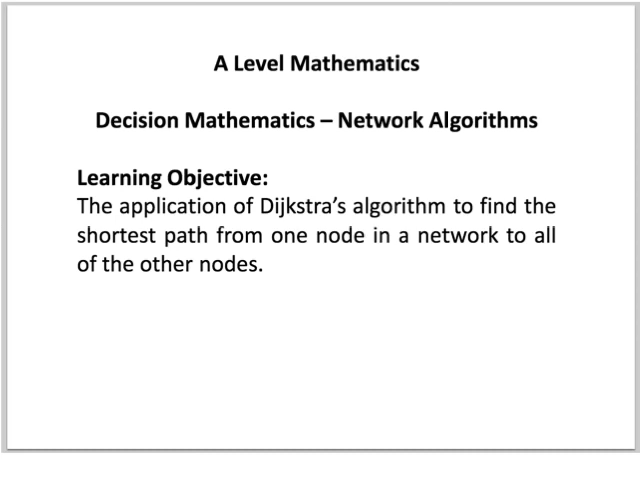 A Level Mathematics
Decision Mathematics – Network Algorithms
Learning Objective:
The application of Dijkstra’s algorithm to find the
shortest path from one node in a network to all
of the other nodes.